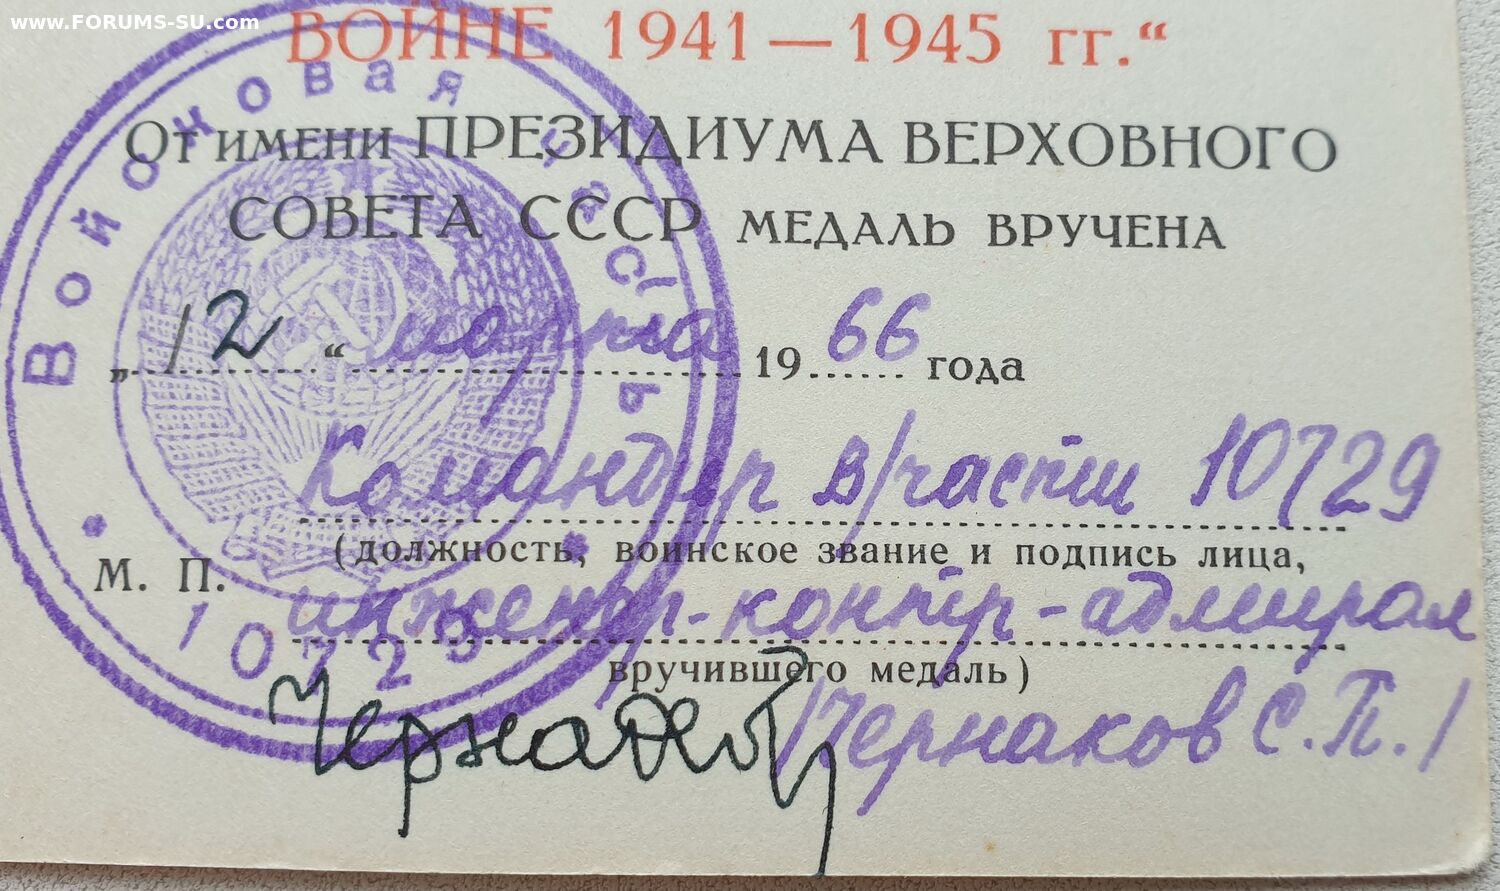 www.FORUMS-SU.com
ВОЙНЕ 1941—1945 гг.“
От имени ПРЕЗИДИУМА ВЕРХОВНОГО
СОВЕТА СССР МЕДАЛЬ ВРУЧЕНА
„12“ марта 1966 года
Командир в/части 10729
(должность, воинское звание и подпись лица,
М. П.
инженер-контр-адмирал
вручившего медаль)
/Чернаков С.П./
Войсковая часть
10729